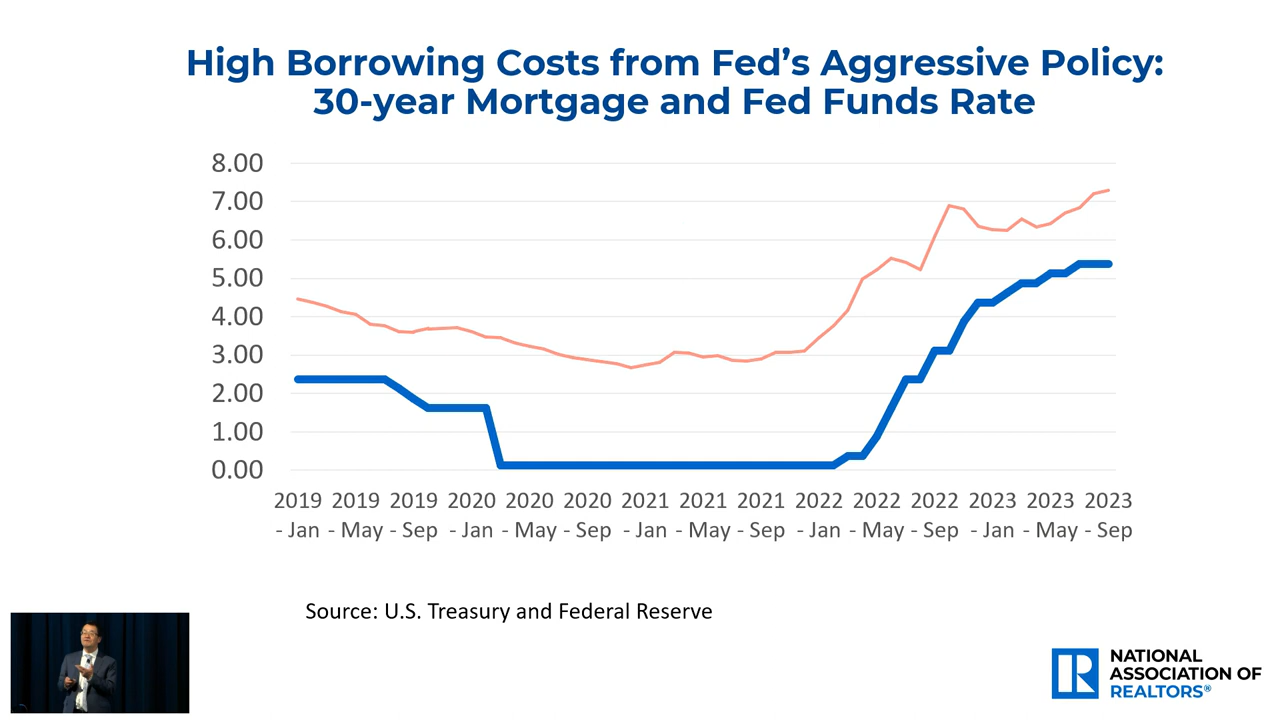 High Borrowing Costs from Fed’s Aggressive Policy:
30-year Mortgage and Fed Funds Rate
8.00
7.00
6.00
5.00
4.00
3.00
2.00
1.00
0.00
2019 2019 2019 2020 2020 2020 2021 2021 2021 2022 2022 2022 2023 2023 2023
- Jan - May - Sep - Jan - May - Sep - Jan - May - Sep - Jan - May - Sep - Jan - May - Sep
Source: U.S. Treasury and Federal Reserve
R
NATIONAL
ASSOCIATION OF
REALTORS®